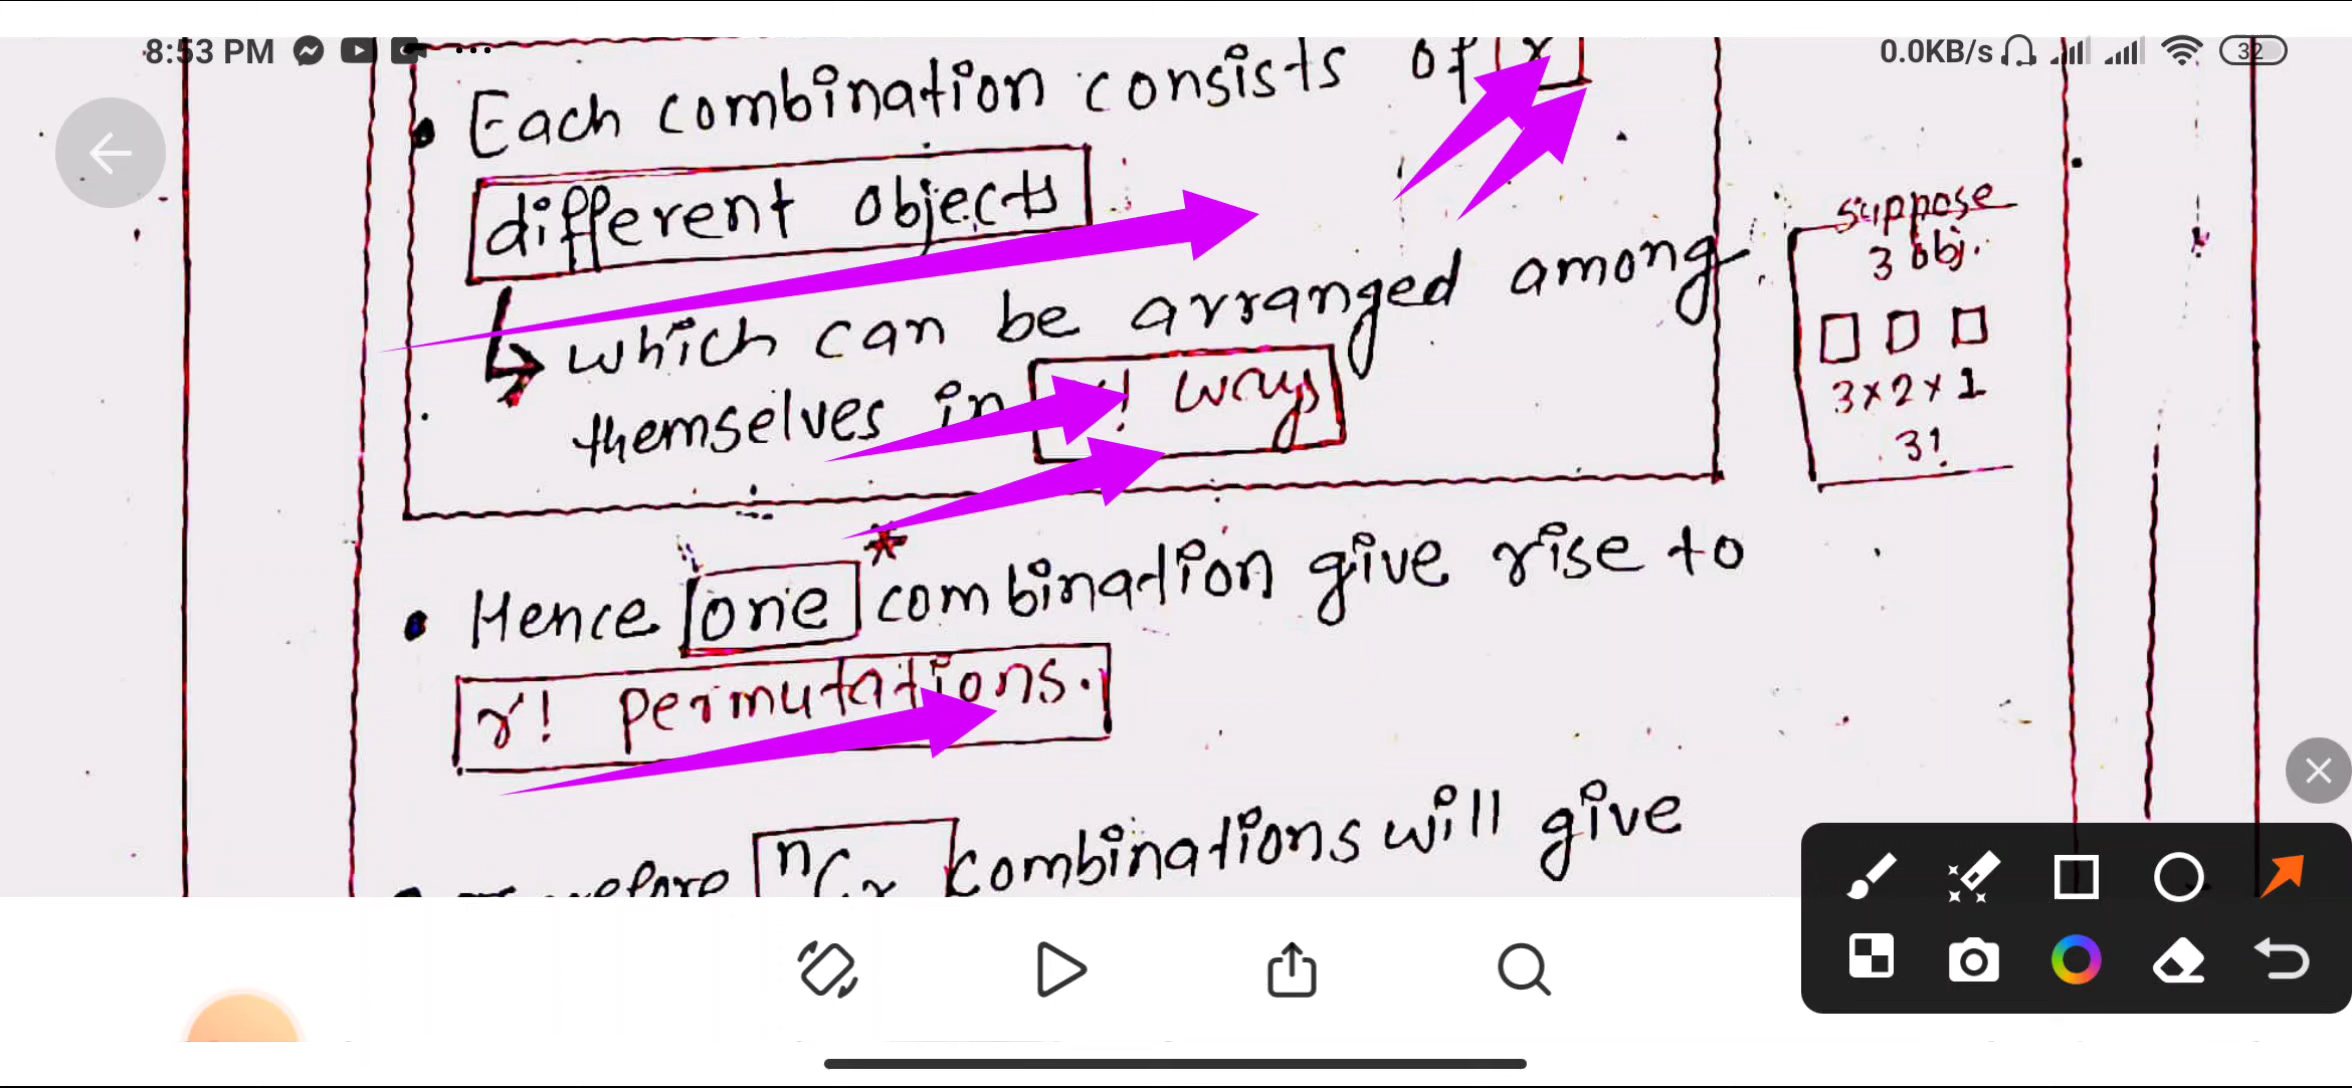 8:53 PM
0.0KB/s
32
• Each combination consists of r
different objects
↳ which can be arranged among
themselves in r! ways
suppose
3 obj.
3×2×1
3!
• Hence one combination give rise to
r! permutations.
nCr combinations will give